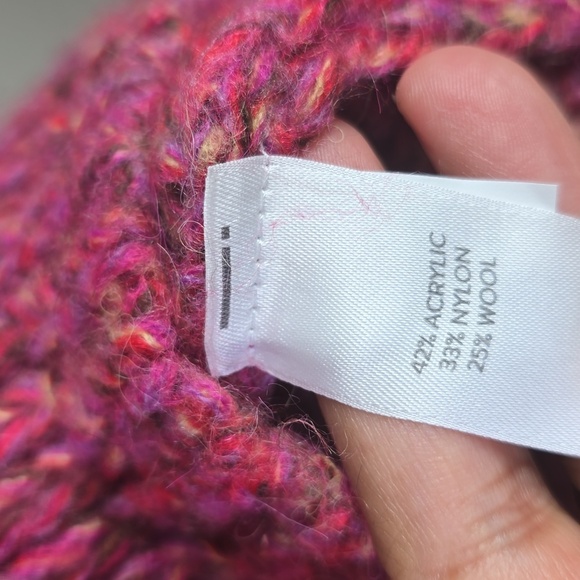 42% ACRYLIC
33% NYLON
25% WOOL